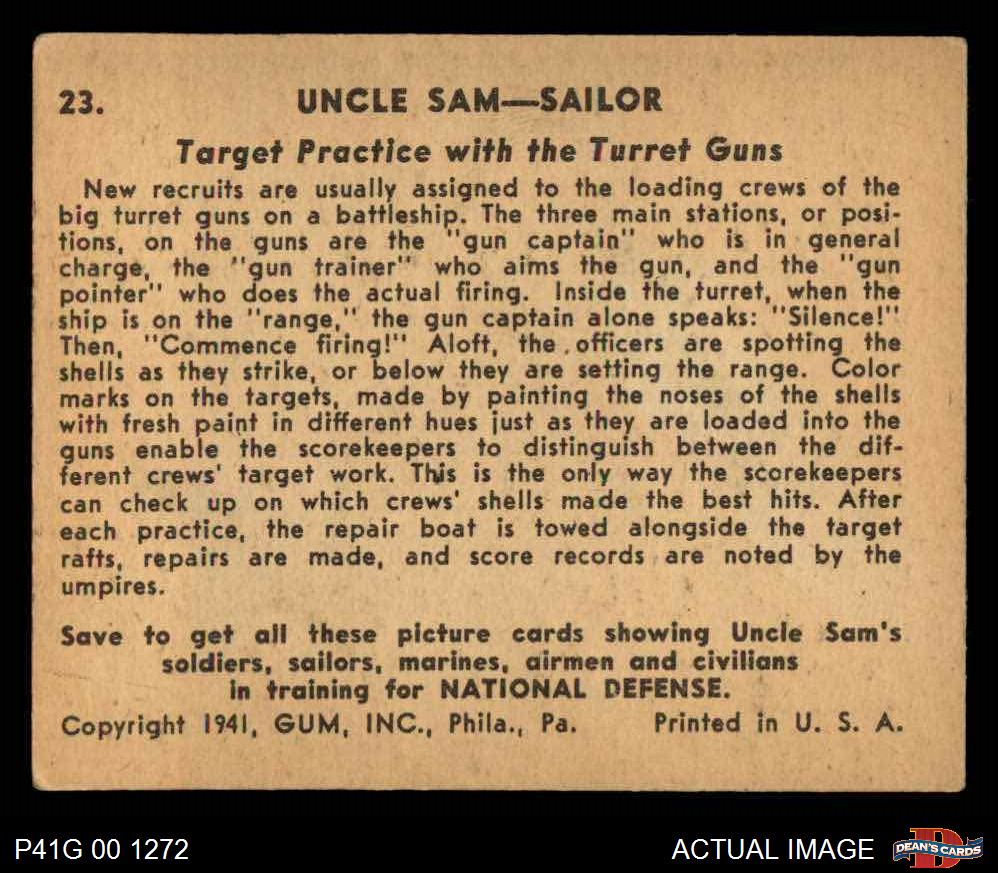 23. UNCLE SAM—SAILOR
Target Practice with the Turret Guns
New recruits are usually assigned to the loading crews of the
big turret guns on a battleship. The three main stations, or posi-
tions, on the guns are the "gun captain" who is in general
charge, the "gun trainer" who aims the gun, and the "gun
pointer" who does the actual firing. Inside the turret, when the
ship is on the "range," the gun captain alone speaks: "Silence!"
Then, "Commence firing!" Aloft, the officers are spotting the
shells as they strike, or below they are setting the range. Color
marks on the targets, made by painting the noses of the shells
with fresh paint in different hues just as they are loaded into the
guns enable the scorekeepers to distinguish between the dif-
ferent crews' target work. This is the only way the scorekeepers
can check up on which crews' shells made the best hits. After
each practice, the repair boat is towed alongside the target
rafts, repairs are made, and score records are noted by the
umpires.
Save to get all these picture cards showing Uncle Sam's
soldiers, sailors, marines, airmen and civilians
in training for NATIONAL DEFENSE.
Copyright 1941, GUM, INC., Phila., Pa. Printed in U. S. A.
P41G 00 1272 ACTUAL IMAGE DEAN'S CARDS